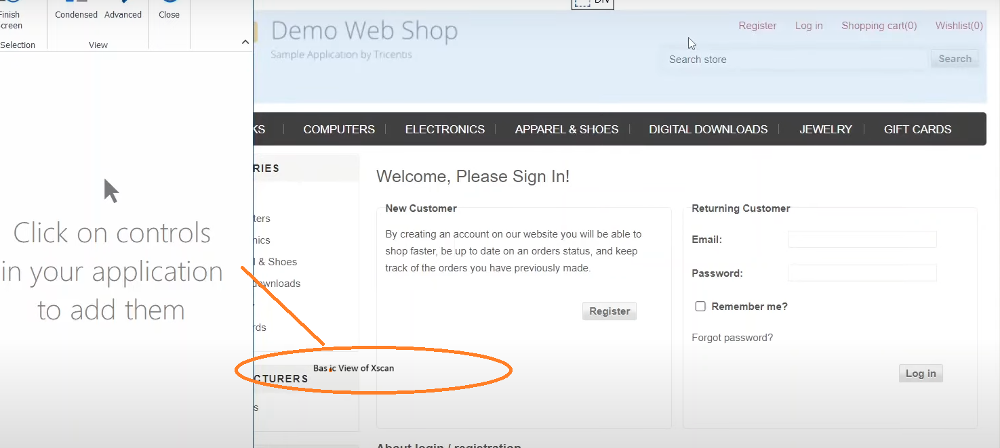 Finish
Screen
Condensed
Advanced
Close
Selection
View
Click on controls
in your application
to add them
DIV
Demo Web Shop
Sample Application by Tricentis
Register
Log in
Shopping cart(0)
Wishlist(0)
Search store
Search
KS
COMPUTERS
ELECTRONICS
APPAREL & SHOES
DIGITAL DOWNLOADS
JEWELRY
GIFT CARDS
RIES
ters
nics
l & Shoes
downloads
rds
CTURERS
s
Basic View of Xscan
Welcome, Please Sign In!
New Customer
By creating an account on our website you will be able to
shop faster, be up to date on an orders status, and keep
track of the orders you have previously made.
Register
Returning Customer
Email:
Password:
Remember me?
Forgot password?
Log in
About login / registration